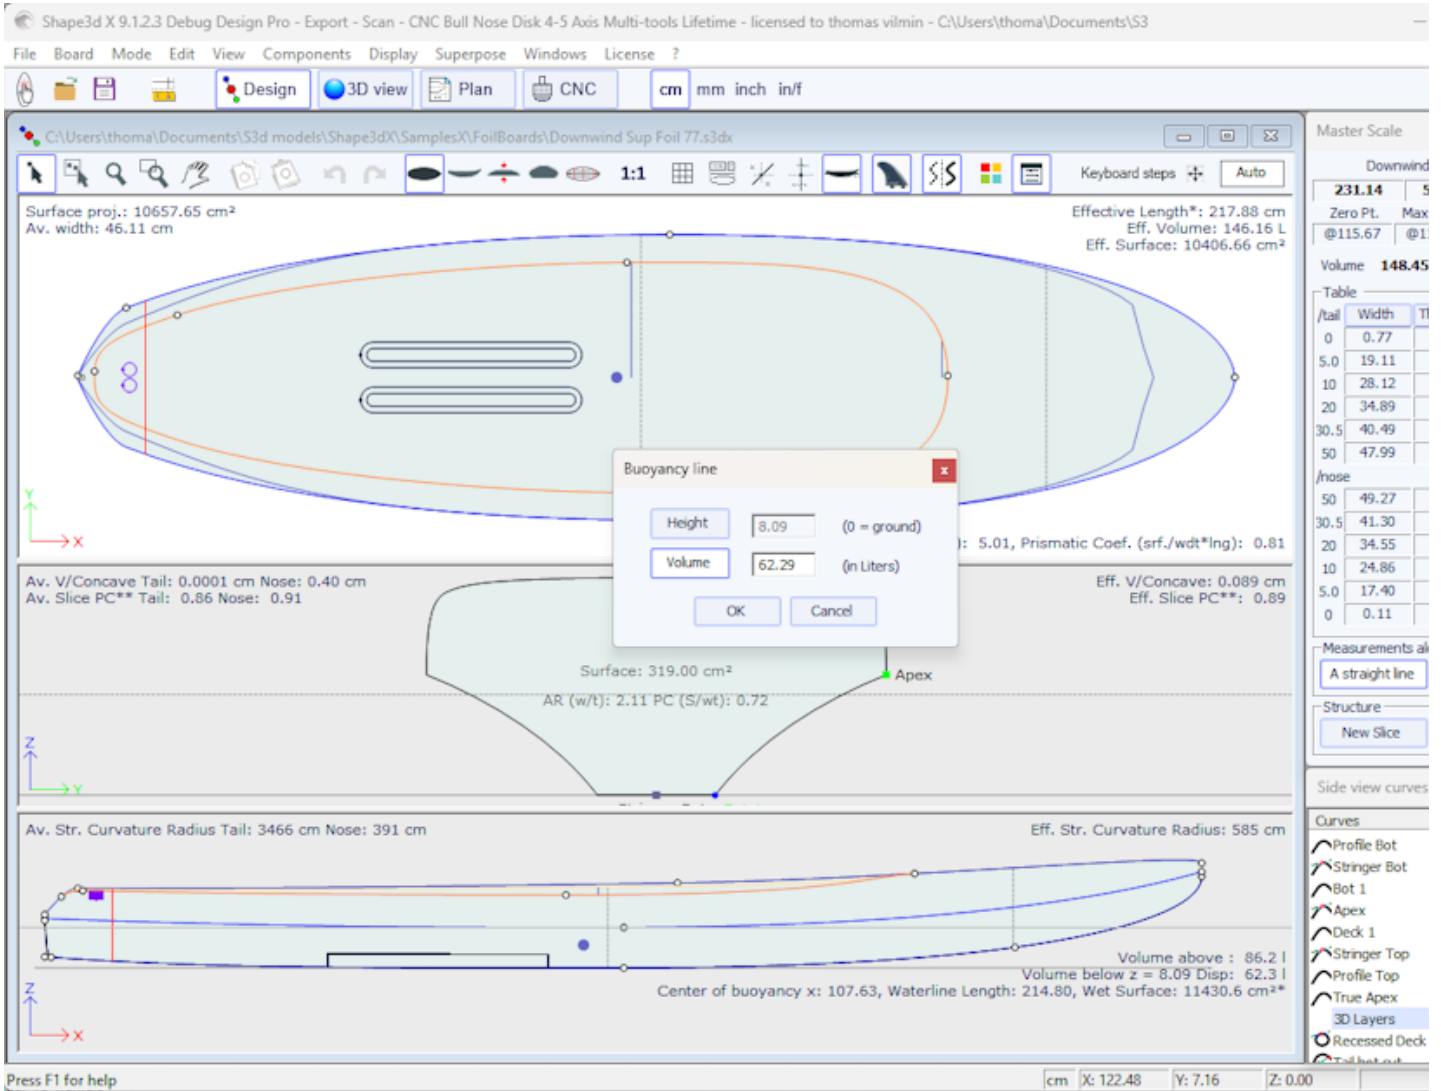 Shape3d X 9.1.2.3 Debug Design Pro - Export - Scan - CNC Bull Nose Disk 4-5 Axis Multi-tools Lifetime - licensed to thomas vilmin - C:\Users\thoma\Documents\S3
File Board Mode Edit View Components Display Superpose Windows License ?
Design 3D view Plan CNC cm mm inch in/f
C:\Users\thoma\Documents\S3d models\Shape3dX\SamplesX\FoilBoards\Downwind Sup Foil 77.s3dx
1:1 Keyboard steps Auto
Surface proj.: 10657.65 cm²
Av. width: 46.11 cm
Effective Length*: 217.88 cm
Eff. Volume: 146.16 L
Eff. Surface: 10406.66 cm²
Y
X
): 5.01, Prismatic Coef. (srf./wdt*lng): 0.81
Buoyancy line
Height 8.09 (0 = ground)
Volume 62.29 (in Liters)
OK Cancel
Av. V/Concave Tail: 0.0001 cm Nose: 0.40 cm
Av. Slice PC** Tail: 0.86 Nose: 0.91
Eff. V/Concave: 0.089 cm
Eff. Slice PC**: 0.89
Surface: 319.00 cm²
Apex
AR (w/t): 2.11 PC (S/wt): 0.72
Z
Y
Av. Str. Curvature Radius Tail: 3466 cm Nose: 391 cm
Eff. Str. Curvature Radius: 585 cm
Volume above : 86.2 l
Volume below z = 8.09 Disp: 62.3 l
Center of buoyancy x: 107.63, Waterline Length: 214.80, Wet Surface: 11430.6 cm²*
Z
X
Master Scale
Downwind
231.14 5
Zero Pt. Max
@115.67 @11
Volume 148.45
Table
/tail Width Th
0 0.77
5.0 19.11
10 28.12
20 34.89
30.5 40.49
50 47.99
/nose
50 49.27
30.5 41.30
20 34.55
10 24.86
5.0 17.40
0 0.11
Measurements al
A straight line
Structure
New Slice
Side view curves
Curves
Profile Bot
Stringer Bot
Bot 1
Apex
Deck 1
Stringer Top
Profile Top
True Apex
3D Layers
Recessed Deck
Tail bot cut
Press F1 for help
cm X: 122.48 Y: 7.16 Z: 0.00